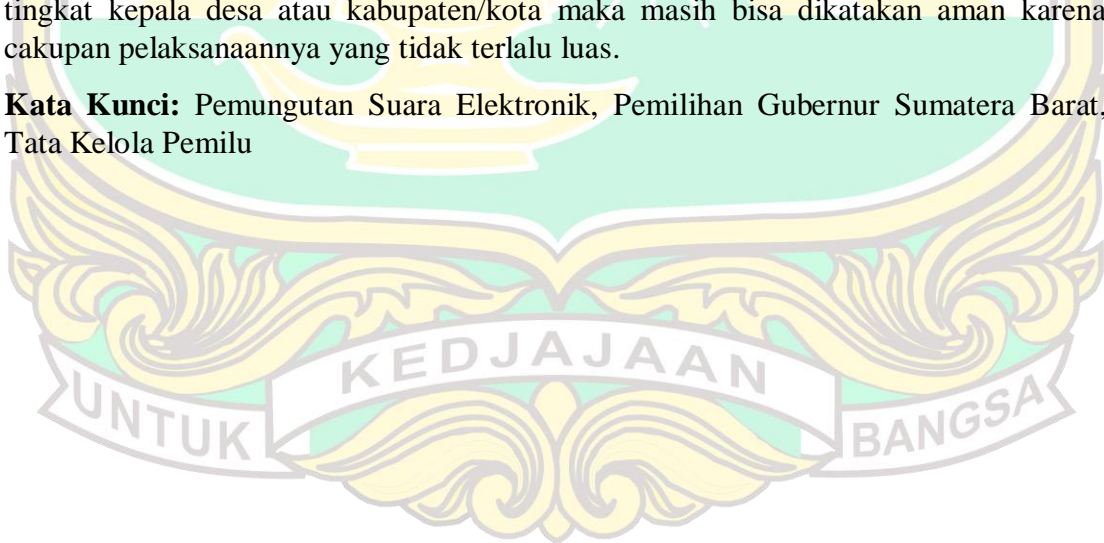 tingkat kepala desa atau kabupaten/kota maka masih bisa dikatakan aman karena
cakupan pelaksanaannya yang tidak terlalu luas.
Kata Kunci: Pemungutan Suara Elektronik, Pemilihan Gubernur Sumatera Barat,
Tata Kelola Pemilu
UNTUK KEDJAJAAN BANGSA